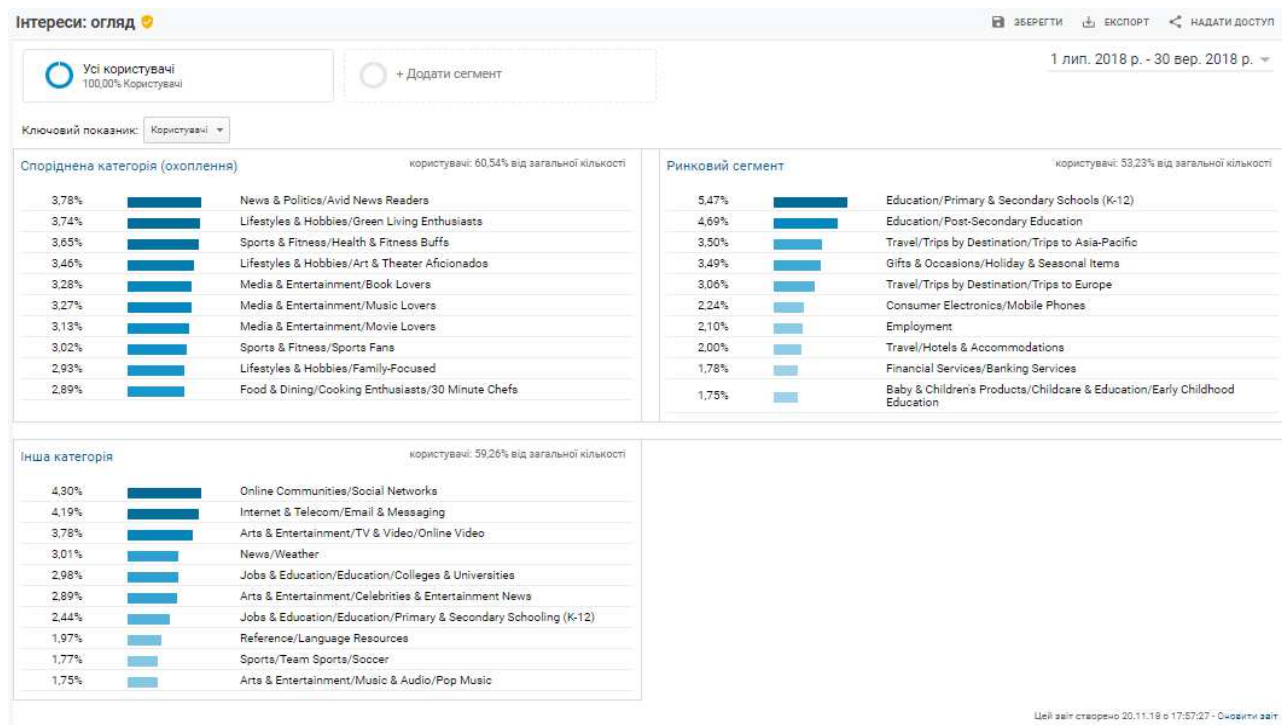 Інтереси: огляд
ЗБЕРЕГТИ
ЕКСПОРТ
НАДАТИ ДОСТУП
Усі користувачі
100,00% Користувачі
+ Додати сегмент
1 лип. 2018 р. - 30 вер. 2018 р.
Ключовий показник:
Користувачі
Споріднена категорія (охоплення)
користувачі: 60,54% від загальної кількості
3,78% News & Politics/Avid News Readers
3,74% Lifestyles & Hobbies/Green Living Enthusiasts
3,65% Sports & Fitness/Health & Fitness Buffs
3,46% Lifestyles & Hobbies/Art & Theater Aficionados
3,28% Media & Entertainment/Book Lovers
3,27% Media & Entertainment/Music Lovers
3,13% Media & Entertainment/Movie Lovers
3,02% Sports & Fitness/Sports Fans
2,93% Lifestyles & Hobbies/Family-Focused
2,89% Food & Dining/Cooking Enthusiasts/30 Minute Chefs
Ринковий сегмент
користувачі: 53,23% від загальної кількості
5,47% Education/Primary & Secondary Schools (K-12)
4,69% Education/Post-Secondary Education
3,50% Travel/Trips by Destination/Trips to Asia-Pacific
3,49% Gifts & Occasions/Holiday & Seasonal Items
3,06% Travel/Trips by Destination/Trips to Europe
2,24% Consumer Electronics/Mobile Phones
2,10% Employment
2,00% Travel/Hotels & Accommodations
1,78% Financial Services/Banking Services
1,75% Baby & Children's Products/Childcare & Education/Early Childhood
Education
Інша категорія
користувачі: 59,26% від загальної кількості
4,30% Online Communities/Social Networks
4,19% Internet & Telecom/Email & Messaging
3,78% Arts & Entertainment/TV & Video/Online Video
3,01% News/Weather
2,98% Jobs & Education/Education/Colleges & Universities
2,89% Arts & Entertainment/Celebrities & Entertainment News
2,44% Jobs & Education/Education/Primary & Secondary Schooling (K-12)
1,97% Reference/Language Resources
1,77% Sports/Team Sports/Soccer
1,75% Arts & Entertainment/Music & Audio/Pop Music
Цей звіт створено 20.11.18 о 17:57:27 - Оновити звіт